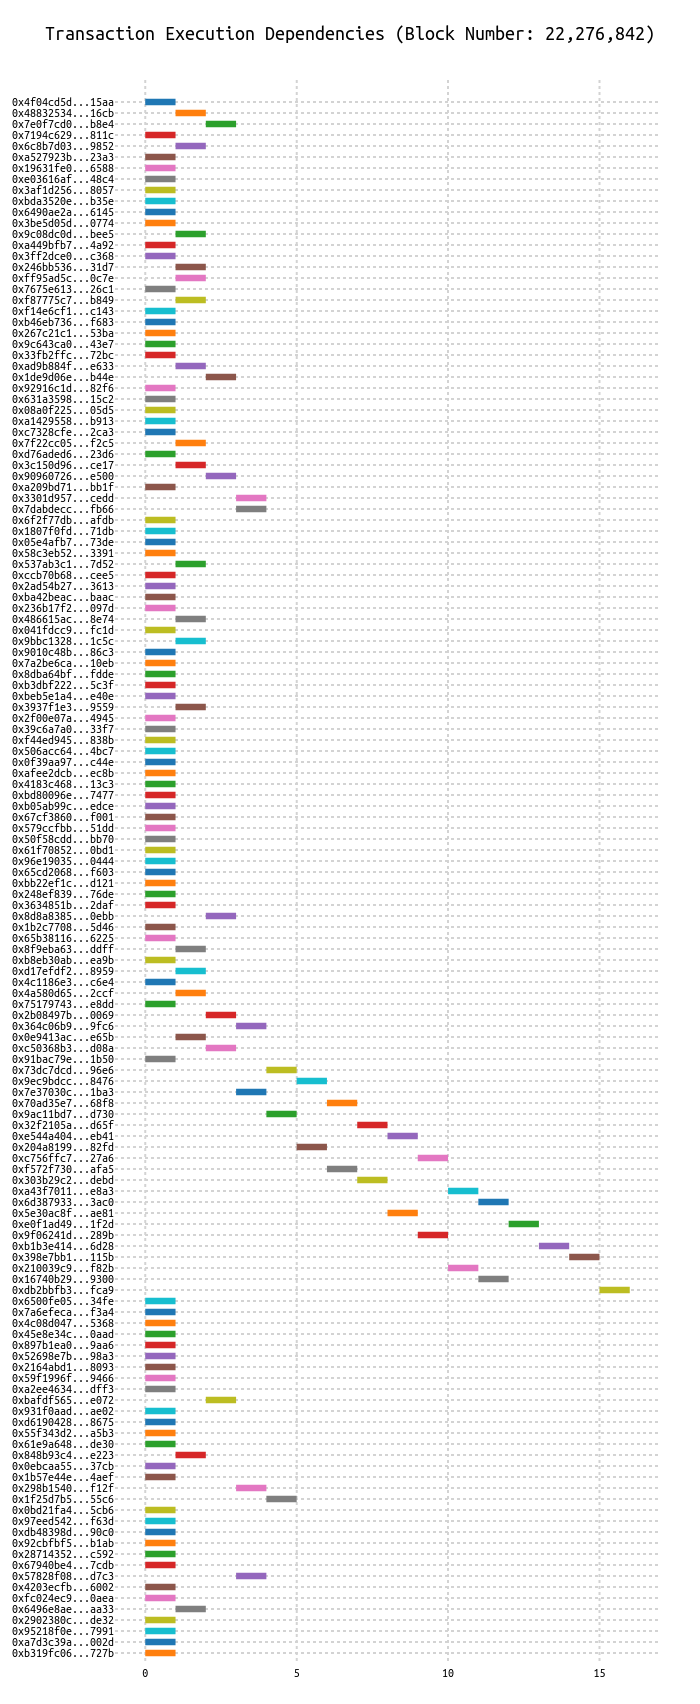 Transaction Execution Dependencies (Block Number: 22,276,842)
0x4f04cd5d...15aa
0x48832534...16cb
0x7e0f7cd0...b8e4
0x7194c629...811c
0x6c8b7d03...9852
0xa527923b...23a3
0x19631fe0...6588
0xe03616af...48c4
0x3af1d256...8057
0xbda3520e...b35e
0x6490ae2a...6145
0x3be5d05d...0774
0x9c08dc0d...bee5
0xa449bfb7...4a92
0x3ff2dce0...c368
0x246bb536...31d7
0xff95ad5c...0c7e
0x7675e613...26c1
0xf87775c7...b849
0xf14e6cf1...c143
0xb46eb736...f683
0x267c21c1...53ba
0x9c643ca0...43e7
0x33fb2ffc...72bc
0xad9b884f...e633
0x1de9d06e...b44e
0x92916c1d...82f6
0x631a3598...15c2
0x08a0f225...05d5
0xa1429558...b913
0xc7328cfe...2ca3
0x7f22cc05...f2c5
0xd76aded6...23d6
0x3c150d96...ce17
0x90960726...e500
0xa209bd71...bb1f
0x3301d957...cedd
0x7dabdecc...fb66
0x6f2f77db...afdb
0x1807f0fd...71db
0x05e4afb7...73de
0x58c3eb52...3391
0x537ab3c1...7d52
0xccb70b68...cee5
0x2ad54b27...3613
0xba42beac...baac
0x236b17f2...097d
0x486615ac...8e74
0x041fdcc9...fc1d
0x9bbc1328...1c5c
0x9010c48b...86c3
0x7a2be6ca...10eb
0x8dba64bf...fdde
0xb3dbf222...5c3f
0xbeb5e1a4...e40e
0x3937f1e3...9559
0x2f00e07a...4945
0x39c6a7a0...33f7
0xf44ed945...838b
0x506acc64...4bc7
0x0f39aa97...c44e
0xafee2dcb...ec8b
0x4183c468...13c3
0xbd80096e...7477
0xb05ab99c...edce
0x67cf3860...f001
0x579ccfbb...51dd
0x50f58cdd...bb70
0x61f70852...0bd1
0x96e19035...0444
0x65cd2068...f603
0xbb22ef1c...d121
0x248ef839...76de
0x3634851b...2daf
0x8d8a8385...0ebb
0x1b2c7708...5d46
0x65b38116...6225
0x8f9eba63...ddff
0xb8eb30ab...ea9b
0xd17efdf2...8959
0x4c1186e3...c6e4
0x4a580d65...2ccf
0x75179743...e8dd
0x2b08497b...0069
0x364c06b9...9fc6
0x0e9413ac...e65b
0xc50368b3...d08a
0x91bac79e...1b50
0x73dc7dcd...96e6
0x9ec9bdcc...8476
0x7e37030c...1ba3
0x70ad35e7...68f8
0x9ac11bd7...d730
0x32f2105a...d65f
0xe544a404...eb41
0x204a8199...82fd
0xc756ffc7...27a6
0xf572f730...afa5
0x303b29c2...debd
0xa43f7011...e8a3
0x6d387933...3ac0
0x5e30ac8f...ae81
0xe0f1ad49...1f2d
0x9f06241d...289b
0xb1b3e414...6d28
0x398e7bb1...115b
0x210039c9...f82b
0x16740b29...9300
0xdb2bbfb3...fca9
0x6500fe05...34fe
0x7a6efeca...f3a4
0x4c08d047...5368
0x45e8e34c...0aad
0x897b1ea0...9aa6
0x52698e7b...98a3
0x2164abd1...8093
0x59f1996f...9466
0xa2ee4634...dff3
0xbafdf565...e072
0x931f0aad...ae02
0xd6190428...8675
0x55f343d2...a5b3
0x61e9a648...de30
0x848b93c4...e223
0x0ebcaa55...37cb
0x1b57e44e...4aef
0x298b1540...f12f
0x1f25d7b5...55c6
0x0bd21fa4...5cb6
0x97eed542...f63d
0xdb48398d...90c0
0x92cbfbf5...b1ab
0x28714352...c592
0x67940be4...7cdb
0x57828f08...d7c3
0x4203ecfb...6002
0xfc024ec9...0aea
0x6496e8ae...aa33
0x2902380c...de32
0x95218f0e...7991
0xa7d3c39a...002d
0xb319fc06...727b
0 5 10 15